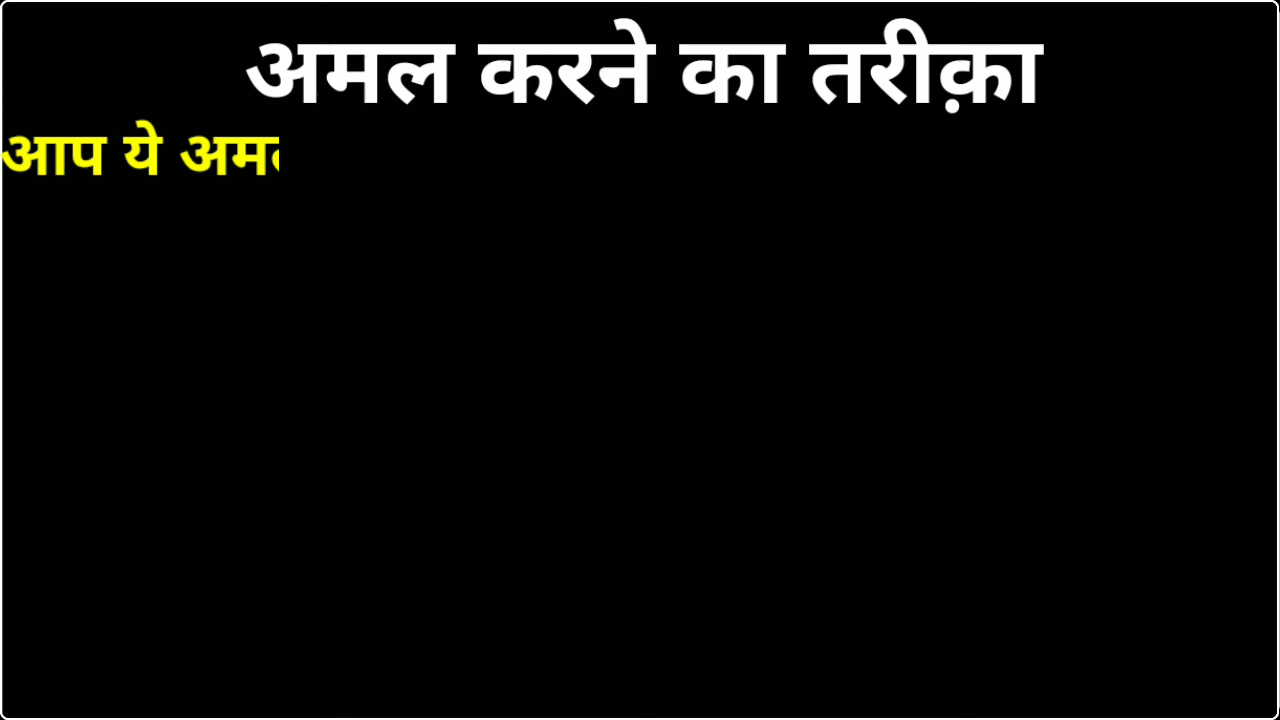 अमल करने का तरीक़ा
आप ये